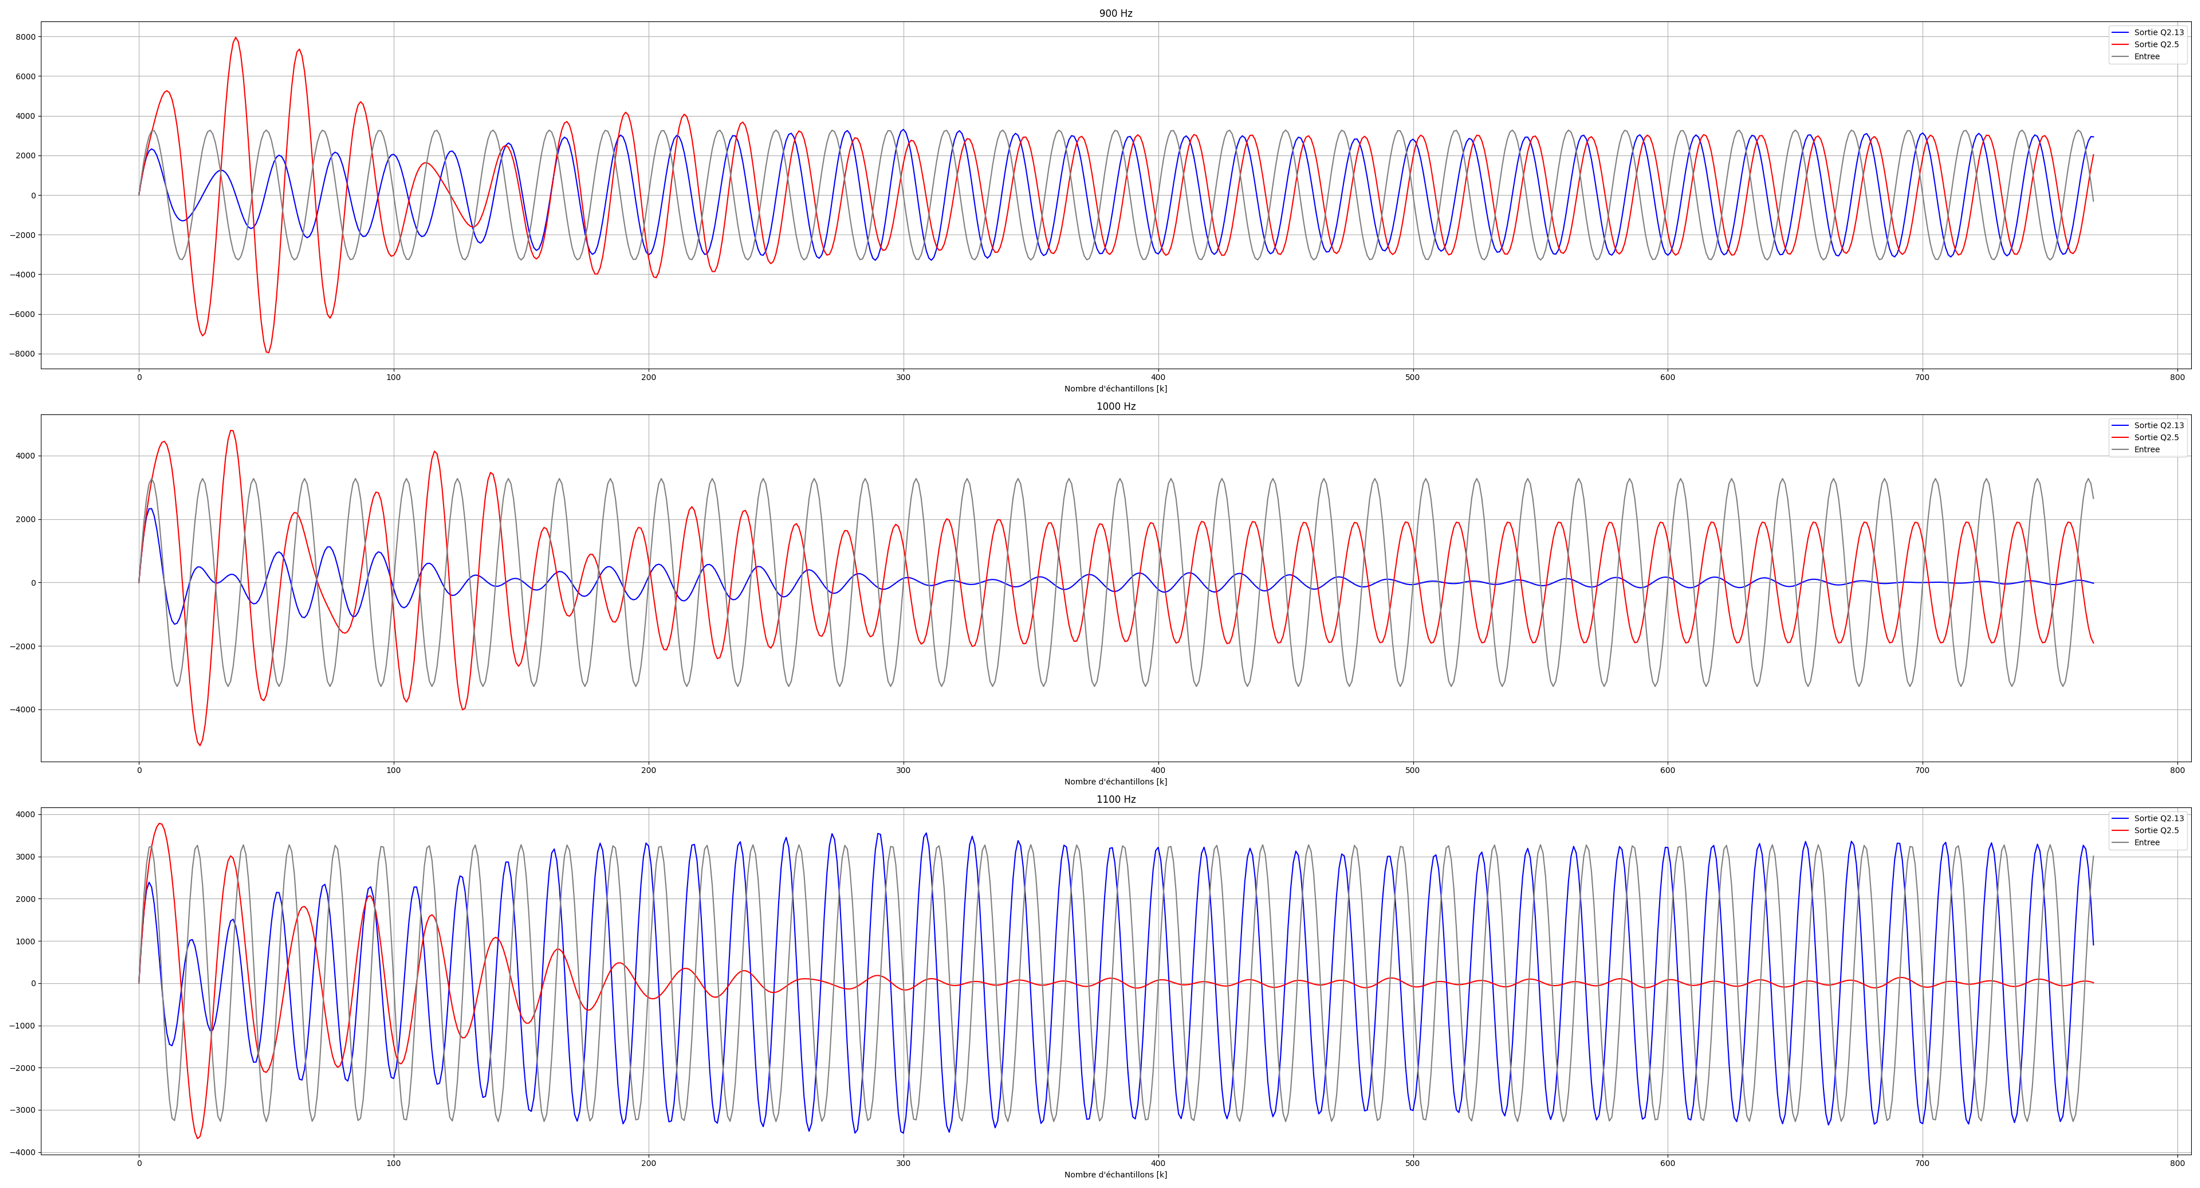 900 Hz
8000
6000
4000
2000
0
−2000
−4000
−6000
−8000
Sortie Q2.13
Sortie Q2.5
Entree
0 100 200 300 400 500 600 700 800
Nombre d'échantillons [k]
1000 Hz
4000
2000
0
−2000
−4000
Sortie Q2.13
Sortie Q2.5
Entree
0 100 200 300 400 500 600 700 800
Nombre d'échantillons [k]
1100 Hz
4000
3000
2000
1000
0
−1000
−2000
−3000
−4000
Sortie Q2.13
Sortie Q2.5
Entree
0 100 200 300 400 500 600 700 800
Nombre d'échantillons [k]